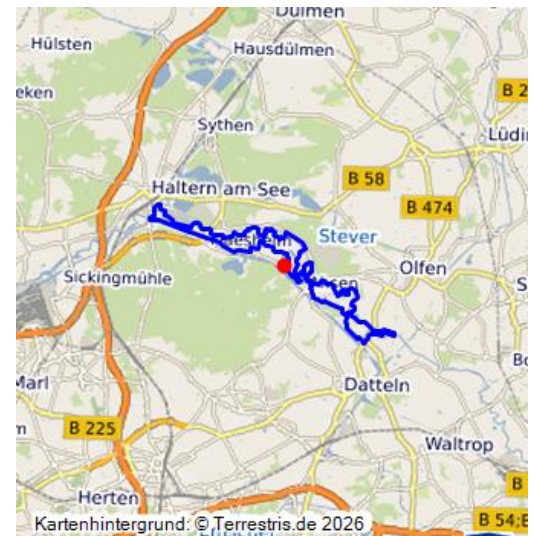 Dülmen
Hülsten
Hausdülmen
eken
B 2
Sythen
Lüdi
B 58
Haltern am See
B 474
Stever
Olfen
Sickingmühle
S
Bo
Marl
Datteln
B 225
Waltrop
B
Herten
B 54;B
Kartenhintergrund: © Terrestris.de 2026